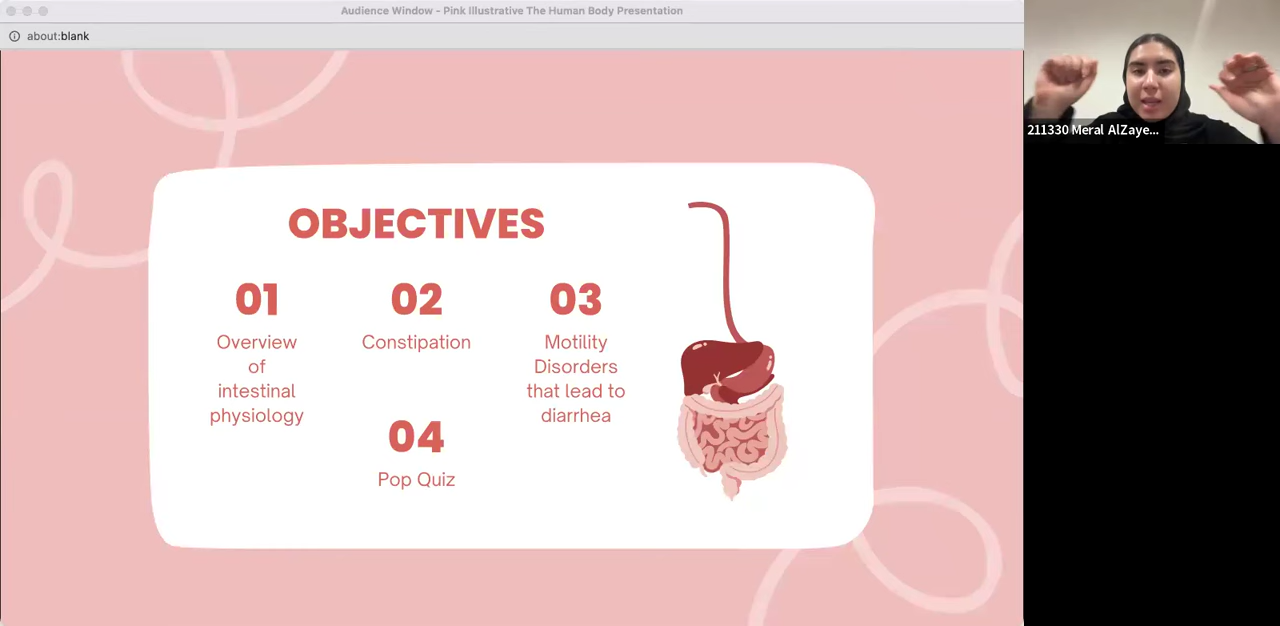 Audience Window - Pink Illustrative The Human Body Presentation
about:blank
211330 Meral AlZaye...
OBJECTIVES
01
Overview
of
intestinal
physiology
02
Constipation
03
Motility
Disorders
that lead to
diarrhea
04
Pop Quiz